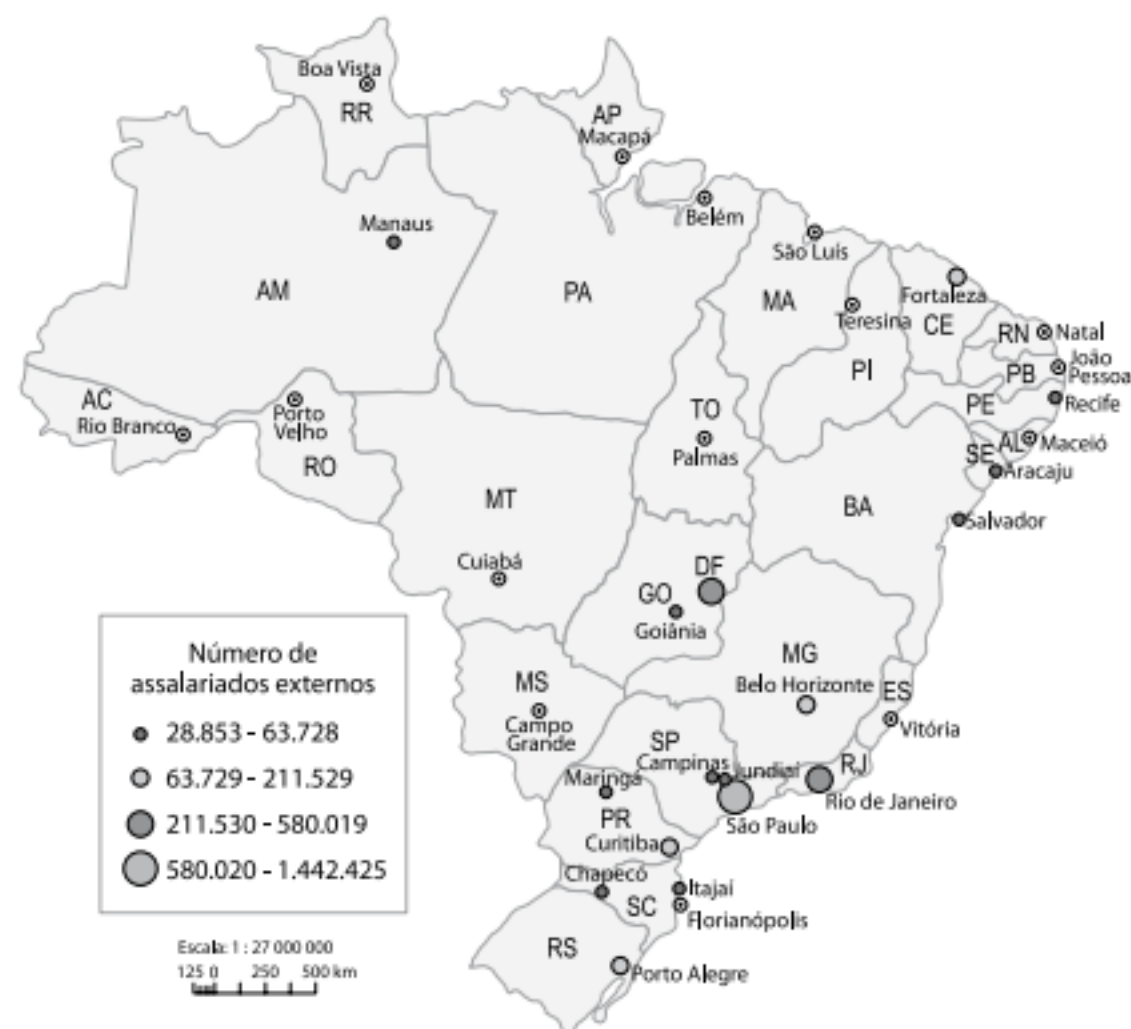 Boa Vista
RR
AP
Macapá
Belém
Manaus
São Luís
AM
PA
MA
Fortaleza
Teresina
CE
RN
Natal
João
Pessoa
PI
PB
AC
Rio Branco
Porto
Velho
RO
TO
Palmas
PE
Recife
AL
Maceió
SE
Aracaju
MT
BA
Salvador
Cuiabá
DF
GO
Goiânia
MG
Belo Horizonte
ES
Vitória
MS
Campo
Grande
SP
Campinas
Jundiaí
RJ
Rio de Janeiro
São Paulo
Maringá
PR
Curitiba
Chapecó
Itajaí
SC
Florianópolis
RS
Porto Alegre
Número de
assalariados externos
28.853 - 63.728
63.729 - 211.529
211.530 - 580.019
580.020 - 1.442.425
Escala: 1 : 27 000 000
125 0 250 500 km